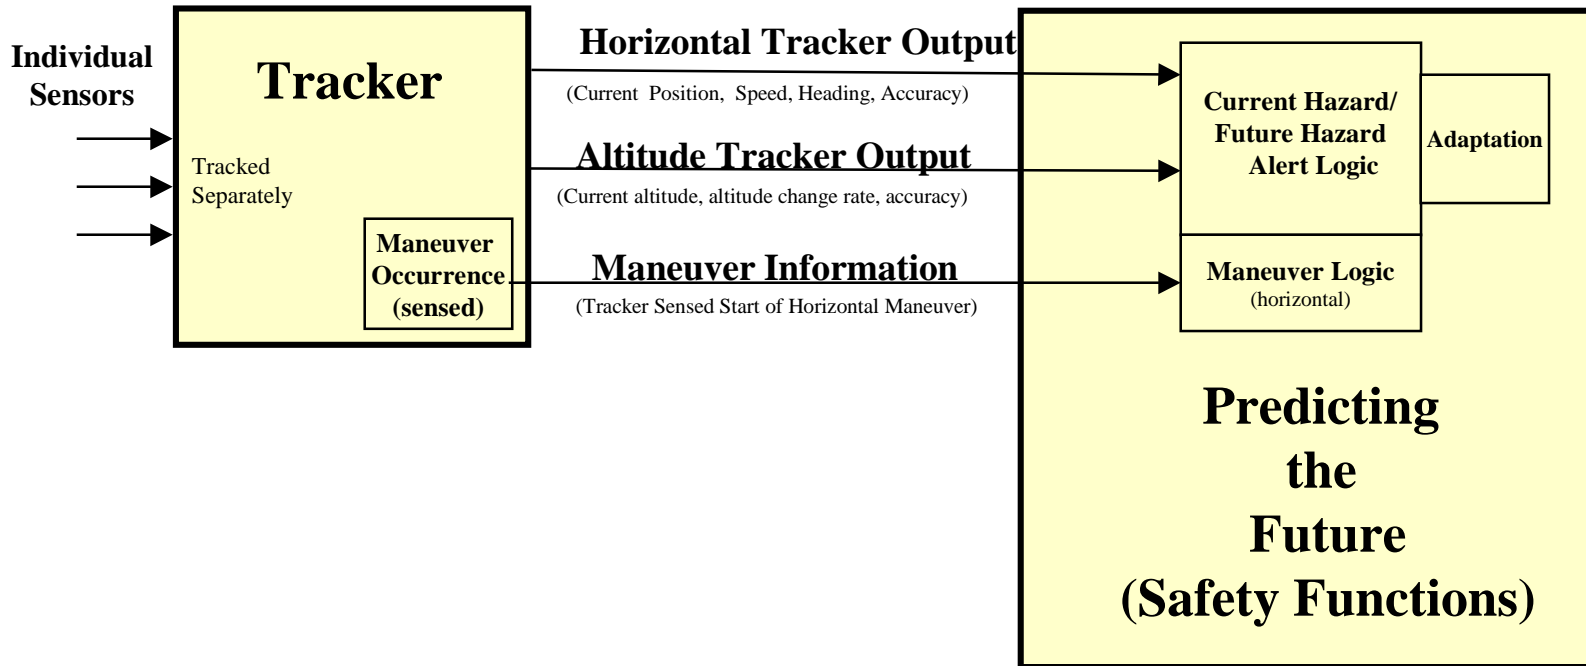 Individual
Sensors
Tracker
Tracked
Separately
Maneuver
Occurrence
(sensed)
Horizontal Tracker Output
(Current Position, Speed, Heading, Accuracy)
Altitude Tracker Output
(Current altitude, altitude change rate, accuracy)
Maneuver Information
(Tracker Sensed Start of Horizontal Maneuver)
Current Hazard/
Future Hazard
Alert Logic
Adaptation
Maneuver Logic
(horizontal)
Predicting
the
Future
(Safety Functions)